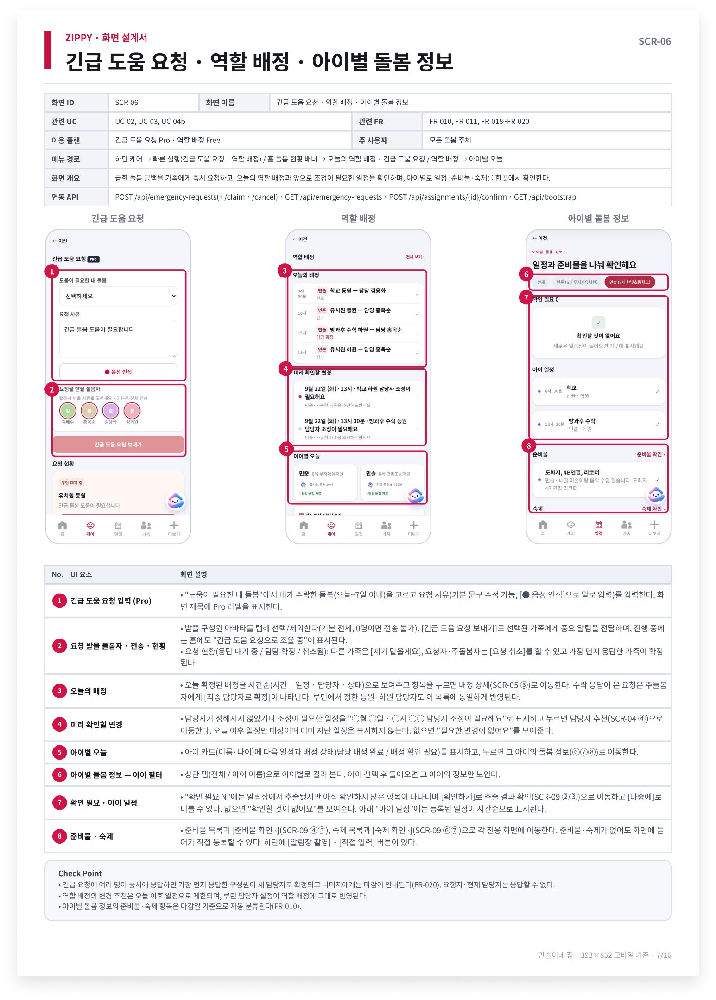 ZIPPY · 화면 설계서
SCR-06
긴급 도움 요청 · 역할 배정 · 아이별 돌봄 정보
화면 ID SCR-06 화면 이름 긴급 도움 요청 · 역할 배정 · 아이별 돌봄 정보
관련 UC UC-02, UC-03, UC-04b 관련 FR FR-010, FR-011, FR-018~FR-020
이용 플랜 긴급 도움 요청 Pro · 역할 배정 Free 주 사용자 모든 돌봄 주체
메뉴 경로 하단 케어 → 빠른 실행(긴급 도움 요청 · 역할 배정) / 홈 돌봄 현황 배너 → 오늘의 역할 배정 · 긴급 도움 요청 / 역할 배정 → 아이별 오늘
화면 개요 급한 돌봄 공백을 가족에게 즉시 요청하고, 오늘의 역할 배정과 앞으로 조정이 필요한 일정을 확인하며, 아이별로 일정·준비물·숙제를 한곳에서 확인한다.
연동 API POST /api/emergency-requests(+ /claim · /cancel) · GET /api/emergency-requests · POST /api/assignments/{id}/confirm · GET /api/bootstrap
긴급 도움 요청
← 이전
긴급 도움 요청 PRO
1
도움이 필요한 내 돌봄
선택하세요
요청 사유
긴급 돌봄 도움이 필요합니다
● 음성 인식
2
요청을 받을 돌봄자
탭해서 받을 사람을 고르세요 · 기본은 전체 전송
김 홍 김 정
김태수 홍옥순 김용화 정희원
긴급 도움 요청 보내기
요청 현황
응답 대기 중
유치원 등원
긴급 돌봄 도움이 필요합니다
홈 케어 일정 가족 더보기
역할 배정
← 이전
역할 배정 전체 보기 ›
3
오늘의 배정
8시 30분 민솔 학교 등원 — 담당 김용화 ✓
완료
10시 민준 유치원 등원 — 담당 홍옥순 ✓
완료
15시 민솔 방과후 수학 하원 — 담당 홍옥순 ›
담당 확정
16시 민준 유치원 하원 — 담당 홍옥순 ✓
완료
4
미리 확인할 변경
9월 22일 (화) · 13시 · 학교 하원 담당자 조정이
필요해요 ›
민솔 · 가능한 가족을 추천해드릴게요
9월 22일 (화) · 13시 30분 · 방과후 수학 등원
담당자 조정이 필요해요 ›
민솔 · 가능한 가족을 추천해드릴게요
5
아이별 오늘
민준 6세 무지개유치원
유치원 등원 10시
✓담당 배정 완료
민솔 8세 한빛초등학교
학교 등원 8시 30분
✓담당 배정 완료
홈 케어 일정 가족 더보기
아이별 돌봄 정보
← 이전
아이별 돌봄 정보
일정과 준비물을 나눠 확인해요
6
전체 민준 (6세 무지개유치원) 민솔 (8세 한빛초등학교)
7
확인 필요 0
✓
확인할 것이 없어요
새로운 알림장이 들어오면 이곳에 표시돼요
아이 일정
8시 30분 학교 ✓
민솔 · 학원
13시 30분 방과후 수학 ✓
민솔 · 학원
8
준비물 준비물 확인 ›
도화지, 4B연필, 리코더
민솔 · 내일 미술이랑 음악 수업 있습니다. 도화지 ✓
4B 연필 리코더
숙제 숙제 확인 ›
홈 케어 일정 가족 더보기
No. UI 요소 화면 설명
1 긴급 도움 요청 입력 (Pro)
• "도움이 필요한 내 돌봄"에서 내가 수락한 돌봄(오늘~7일 이내)을 고르고 요청 사유(기본 문구 수정 가능, [● 음성 인식]으로 말로 입력)를 입력한다. 화
면 제목에 Pro 라벨을 표시한다.
2 요청 받을 돌봄자 · 전송 · 현황
• 받을 구성원 아바타를 탭해 선택/제외한다(기본 전체, 0명이면 전송 불가). [긴급 도움 요청 보내기]로 선택된 가족에게 중요 알림을 전달하며, 진행 중에
는 홈에도 "긴급 도움 요청으로 조율 중"이 표시된다.
• 요청 현황(응답 대기 중 / 담당 확정 / 취소됨): 다른 가족은 [제가 맡을게요], 요청자·주돌봄자는 [요청 취소]를 할 수 있고 가장 먼저 응답한 가족이 확정
된다.
3 오늘의 배정
• 오늘 확정된 배정을 시간순(시간 · 일정 · 담당자 · 상태)으로 보여주고 항목을 누르면 배정 상세(SCR-05 ③)로 이동한다. 수락 응답이 온 요청은 주돌봄
자에게 [최종 담당자로 확정]이 나타난다. 루틴에서 정한 등원·하원 담당자도 이 목록에 동일하게 반영된다.
4 미리 확인할 변경
• 담당자가 정해지지 않았거나 조정이 필요한 일정을 "○월 ○일 · ○시 ○○ 담당자 조정이 필요해요"로 표시하고 누르면 담당자 추천(SCR-04 ④)으로
이동한다. 오늘 이후 일정만 대상이며 이미 지난 일정은 표시하지 않는다. 없으면 "필요한 변경이 없어요"를 보여준다.
5 아이별 오늘
• 아이 카드(이름·나이)에 다음 일정과 배정 상태(담당 배정 완료 / 배정 확인 필요)를 표시하고, 누르면 그 아이의 돌봄 정보(⑥⑦⑧)로 이동한다.
6 아이별 돌봄 정보 — 아이 필터
• 상단 탭(전체 / 아이 이름)으로 아이별로 걸러 본다. 아이 선택 후 들어오면 그 아이의 정보만 보인다.
7 확인 필요 · 아이 일정
• "확인 필요 N"에는 알림장에서 추출됐지만 아직 확인하지 않은 항목이 나타나며 [확인하기]로 추출 결과 확인(SCR-09 ②③)으로 이동하고 [나중에]로
미룰 수 있다. 없으면 "확인할 것이 없어요"를 보여준다. 아래 "아이 일정"에는 등록된 일정이 시간순으로 표시된다.
8 준비물 · 숙제
• 준비물 목록과 [준비물 확인 ›](SCR-09 ④⑤), 숙제 목록과 [숙제 확인 ›](SCR-09 ⑥⑦)으로 각 전용 화면에 이동한다. 준비물·숙제가 없어도 화면에 들
어가 직접 등록할 수 있다. 하단에 [알림장 촬영] · [직접 입력] 버튼이 있다.
Check Point
• 긴급 요청에 여러 명이 동시에 응답하면 가장 먼저 응답한 구성원이 새 담당자로 확정되고 나머지에게는 마감이 안내된다(FR-020). 요청자·현재 담당자는 응답할 수 없다.
• 역할 배정의 변경 추천은 오늘 이후 일정으로 제한되며, 루틴 담당자 설정이 역할 배정에 그대로 반영된다.
• 아이별 돌봄 정보의 준비물·숙제 항목은 마감일 기준으로 자동 분류된다(FR-010).
민솔이네 집 · 393×852 모바일 기준 · 7/16